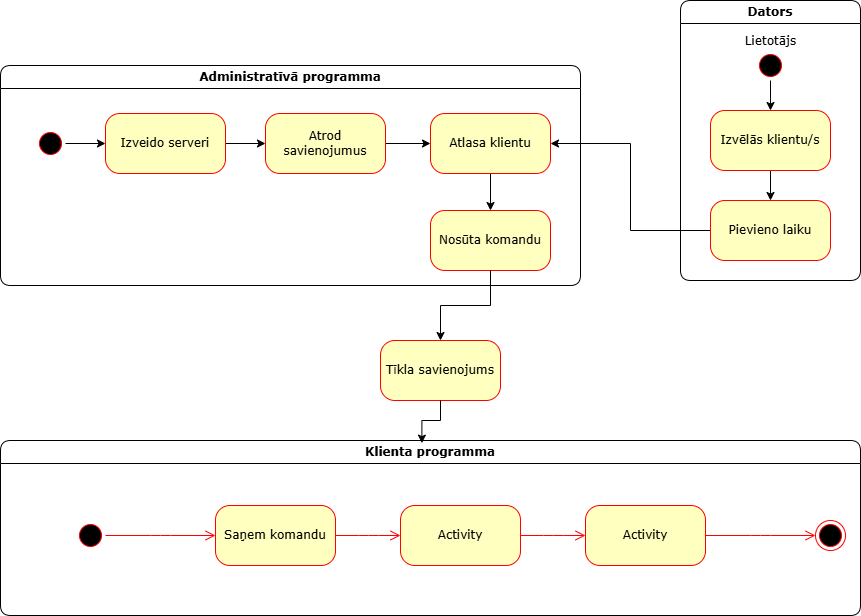 Dators
Lietotājs
Administratīvā programma
Izveido serveri
Atrod
savienojumus
Atlasa klientu
Izvēlās klientu/s
Nosūta komandu
Pievieno laiku
Tīkla savienojums
Klienta programma
Saņem komandu
Activity
Activity